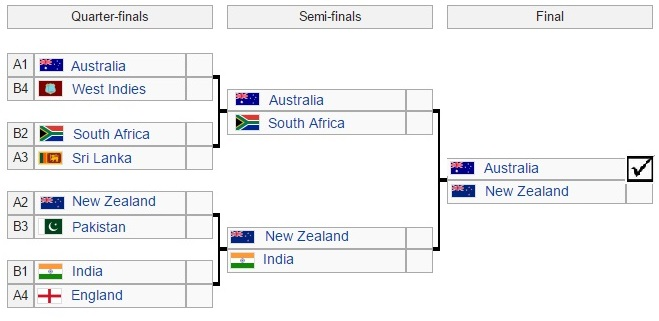 Quarter-finals
Semi-finals
Final
A1 Australia
B4 West Indies
B2 South Africa
A3 Sri Lanka
A2 New Zealand
B3 Pakistan
B1 India
A4 England
Australia
South Africa
New Zealand
India
Australia
New Zealand